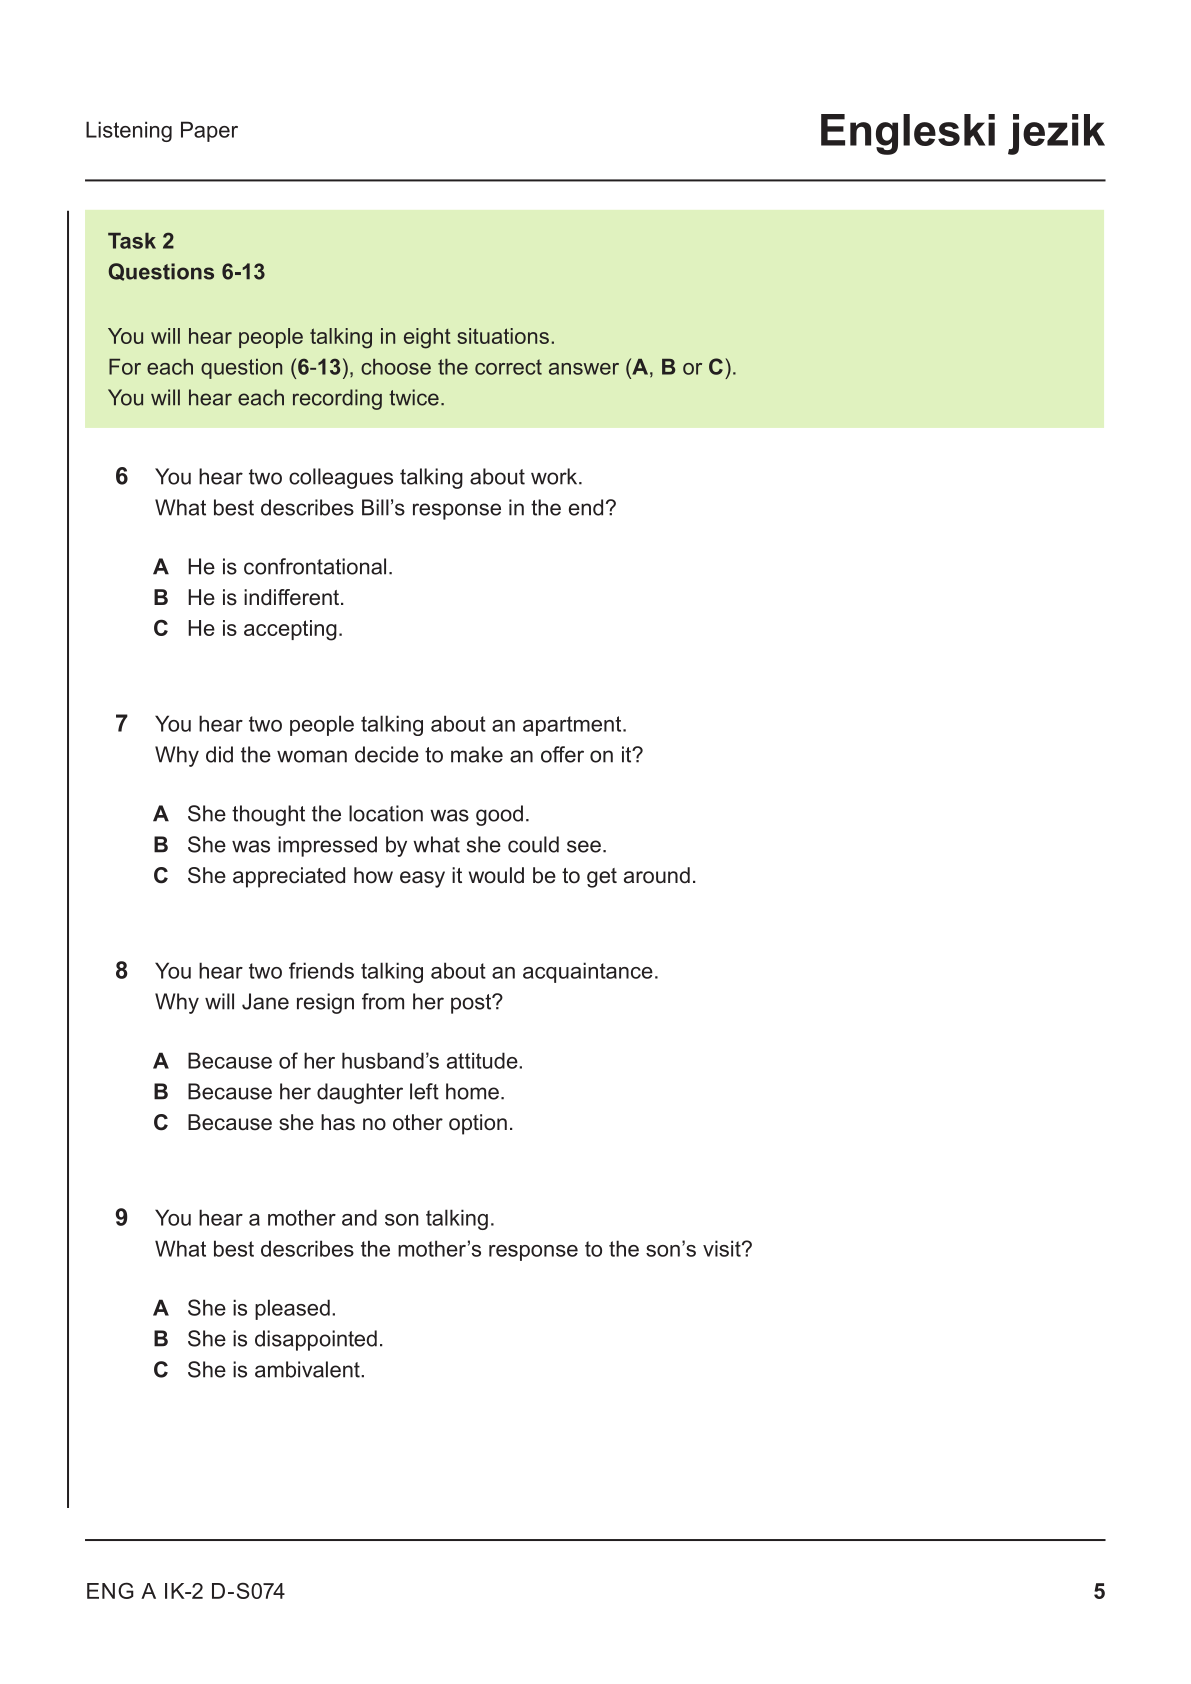 Listening Paper
Engleski jezik
Task 2
Questions 6-13
You will hear people talking in eight situations.
For each question (6-13), choose the correct answer (A, B or C).
You will hear each recording twice.
6 You hear two colleagues talking about work.
What best describes Bill’s response in the end?
A He is confrontational.
B He is indifferent.
C He is accepting.
7 You hear two people talking about an apartment.
Why did the woman decide to make an offer on it?
A She thought the location was good.
B She was impressed by what she could see.
C She appreciated how easy it would be to get around.
8 You hear two friends talking about an acquaintance.
Why will Jane resign from her post?
A Because of her husband’s attitude.
B Because her daughter left home.
C Because she has no other option.
9 You hear a mother and son talking.
What best describes the mother’s response to the son’s visit?
A She is pleased.
B She is disappointed.
C She is ambivalent.
ENG A IK-2 D-S074
5